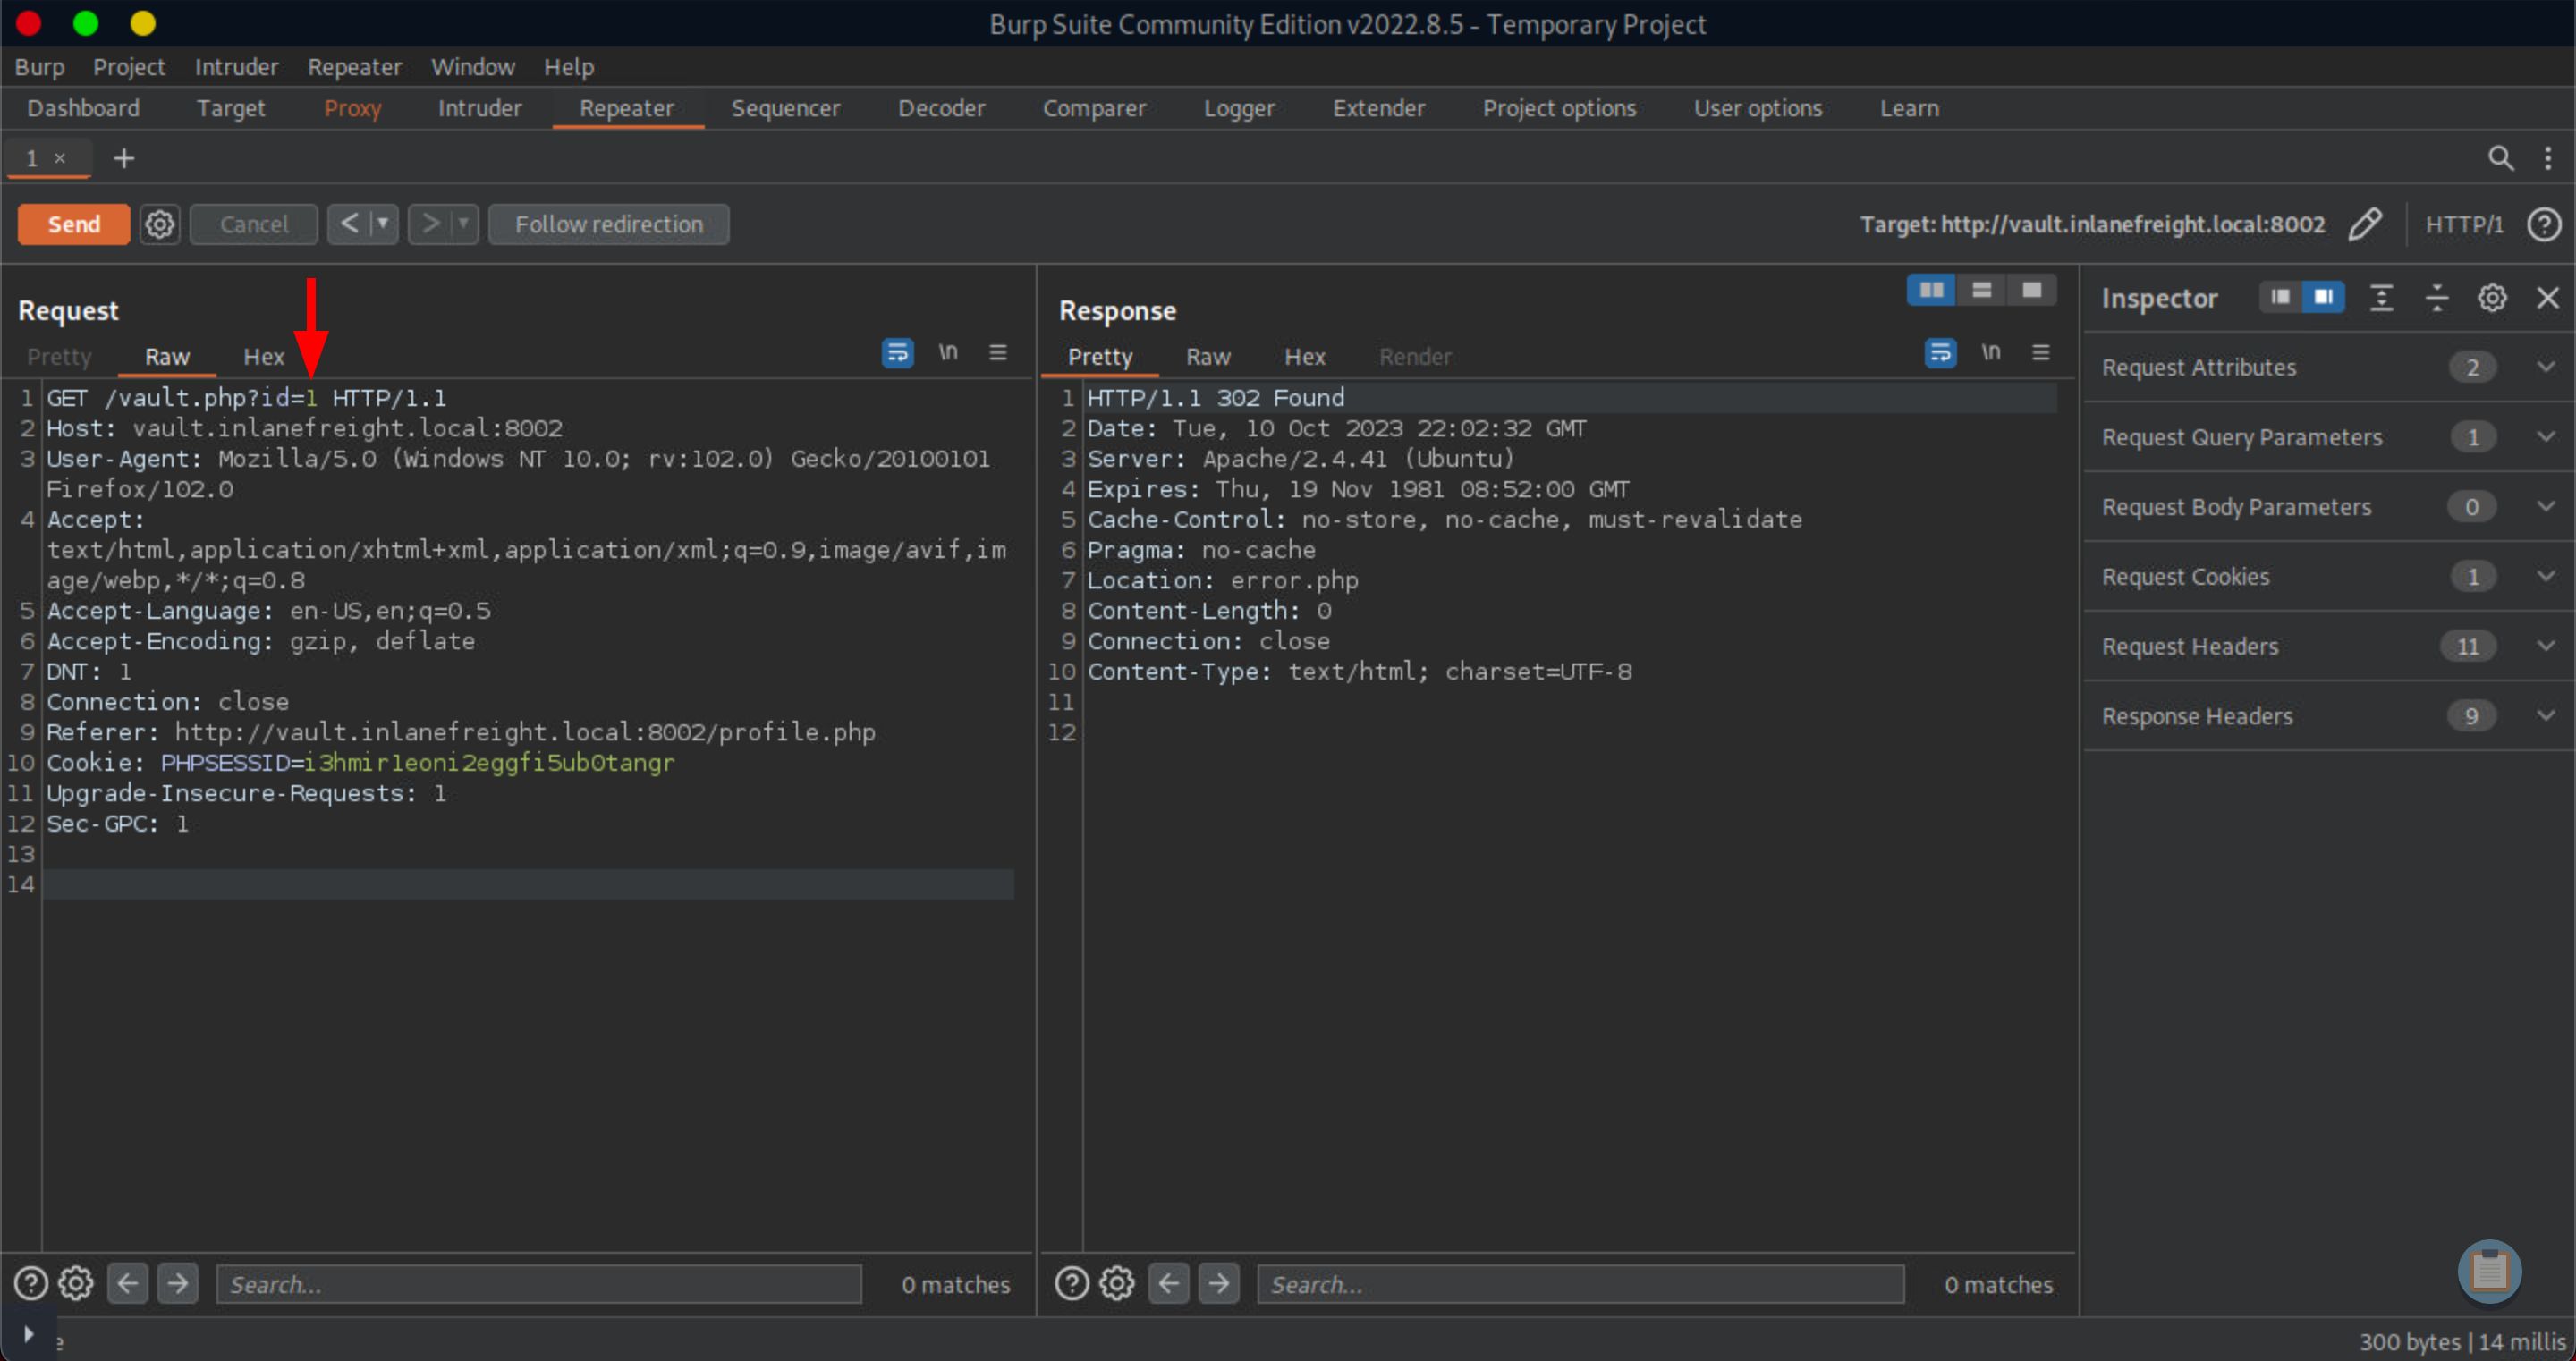 Burp Suite Community Edition v2022.8.5 - Temporary Project
Burp Project Intruder Repeater Window Help
Dashboard Target Proxy Intruder Repeater Sequencer Decoder Comparer Logger Extender Project options User options Learn
1 × +
Send Cancel < > Follow redirection Target: http://vault.inlanefreight.local:8002 HTTP/1
Request
Pretty Raw Hex \n
1 GET /vault.php?id=1 HTTP/1.1
2 Host: vault.inlanefreight.local:8002
3 User-Agent: Mozilla/5.0 (Windows NT 10.0; rv:102.0) Gecko/20100101
Firefox/102.0
4 Accept:
text/html,application/xhtml+xml,application/xml;q=0.9,image/avif,im
age/webp,*/*;q=0.8
5 Accept-Language: en-US,en;q=0.5
6 Accept-Encoding: gzip, deflate
7 DNT: 1
8 Connection: close
9 Referer: http://vault.inlanefreight.local:8002/profile.php
10 Cookie: PHPSESSID=i3hmirleoni2eggfi5ub0tangr
11 Upgrade-Insecure-Requests: 1
12 Sec-GPC: 1
13
14
Search... 0 matches
Response
Pretty Raw Hex Render \n
1 HTTP/1.1 302 Found
2 Date: Tue, 10 Oct 2023 22:02:32 GMT
3 Server: Apache/2.4.41 (Ubuntu)
4 Expires: Thu, 19 Nov 1981 08:52:00 GMT
5 Cache-Control: no-store, no-cache, must-revalidate
6 Pragma: no-cache
7 Location: error.php
8 Content-Length: 0
9 Connection: close
10 Content-Type: text/html; charset=UTF-8
11
12
Search... 0 matches
Inspector
Request Attributes 2
Request Query Parameters 1
Request Body Parameters 0
Request Cookies 1
Request Headers 11
Response Headers 9
300 bytes | 14 millis